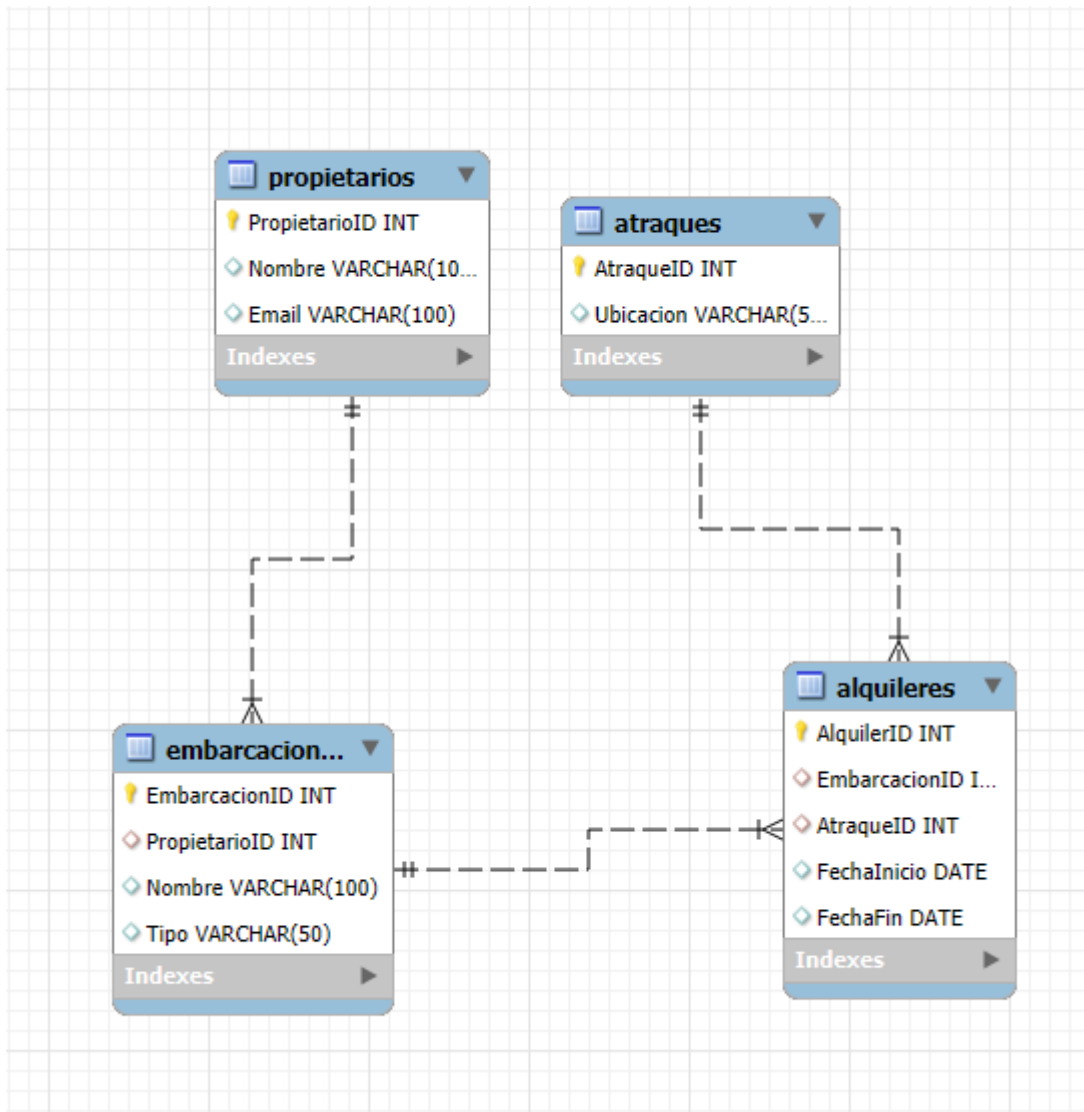 propietarios
PropietarioID INT
Nombre VARCHAR(10...
Email VARCHAR(100)
Indexes
atraques
AtraqueID INT
Ubicacion VARCHAR(5...
Indexes
embarcacion...
EmbarcacionID INT
PropietarioID INT
Nombre VARCHAR(100)
Tipo VARCHAR(50)
Indexes
alquileres
AlquilerID INT
EmbarcacionID I...
AtraqueID INT
FechaInicio DATE
FechaFin DATE
Indexes